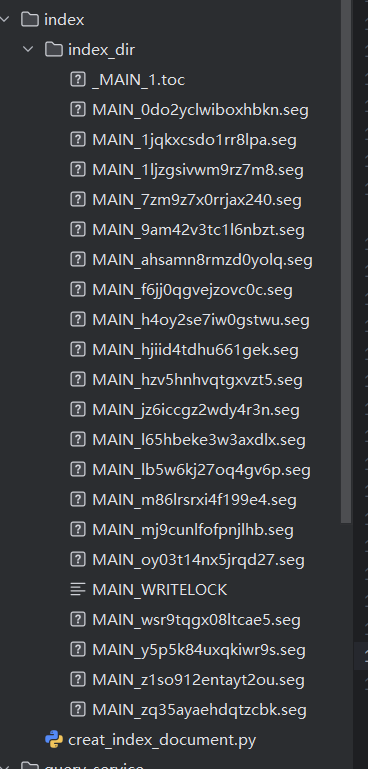 index
index_dir
_MAIN_1.toc
MAIN_0do2yclwiboxhbkn.seg
MAIN_1jqkxcsdo1rr8lpa.seg
MAIN_1ljzgsivwm9rz7m8.seg
MAIN_7zm9z7x0rrjax240.seg
MAIN_9am42v3tc1l6nbzt.seg
MAIN_ahsamn8rmzd0yolq.seg
MAIN_f6jj0qgvejzovc0c.seg
MAIN_h4oy2se7iw0gstwu.seg
MAIN_hjiid4tdhu661gek.seg
MAIN_hzv5hnhvqtgxvzt5.seg
MAIN_jz6iccgz2wdy4r3n.seg
MAIN_l65hbeke3w3axdlx.seg
MAIN_lb5w6kj27oq4gv6p.seg
MAIN_m86lrsrxi4f199e4.seg
MAIN_mj9cunlfofpnjlhb.seg
MAIN_oy03t14nx5jrqd27.seg
MAIN_WRITELOCK
MAIN_wsr9tqgx08ltcae5.seg
MAIN_y5p5k84uxqkiwr9s.seg
MAIN_z1so912entayt2ou.seg
MAIN_zq35ayaehdqtzcbk.seg
creat_index_document.py
query_service